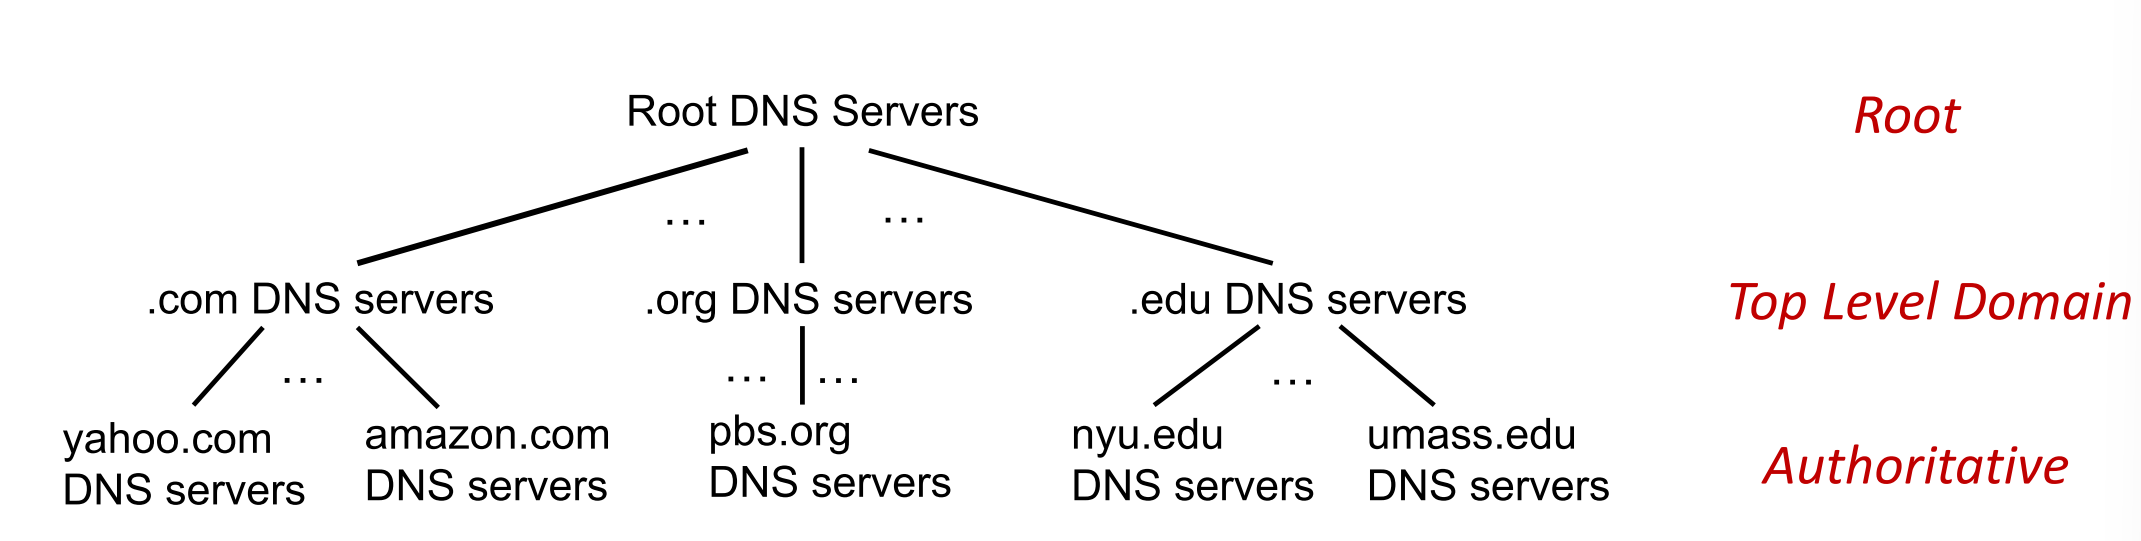 Root DNS Servers
Root
…
…
.com DNS servers
.org DNS servers
.edu DNS servers
Top Level Domain
…
…
…
…
yahoo.com
DNS servers
amazon.com
DNS servers
pbs.org
DNS servers
nyu.edu
DNS servers
umass.edu
DNS servers
Authoritative